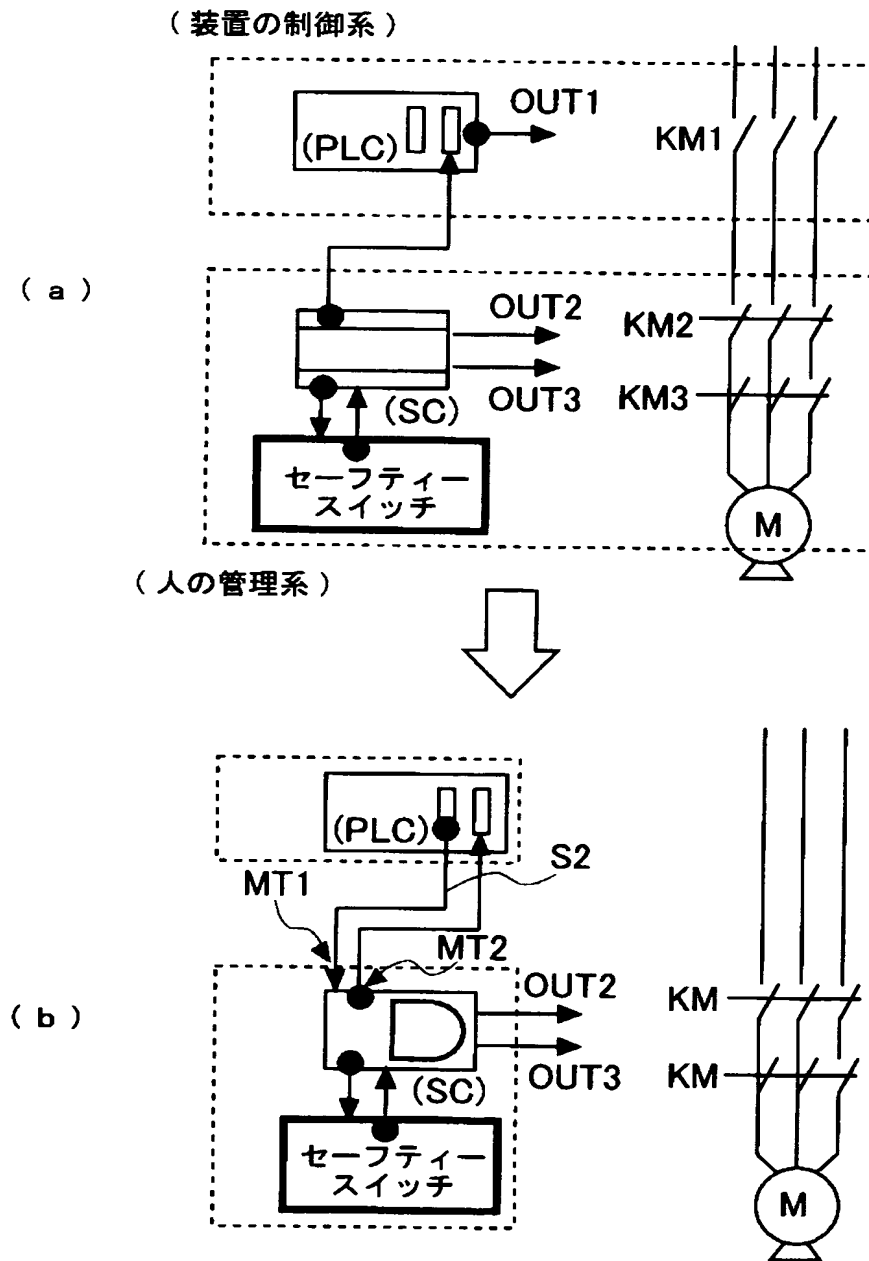 (装置の制御系)
OUT1
(PLC)
KM1
(a)
OUT2
KM2
OUT3
KM3
(SC)
セーフティー
スイッチ
M
(人の管理系)
(PLC)
S2
MT1
MT2
(b)
OUT2
KM
OUT3
KM
(SC)
セーフティー
スイッチ
M